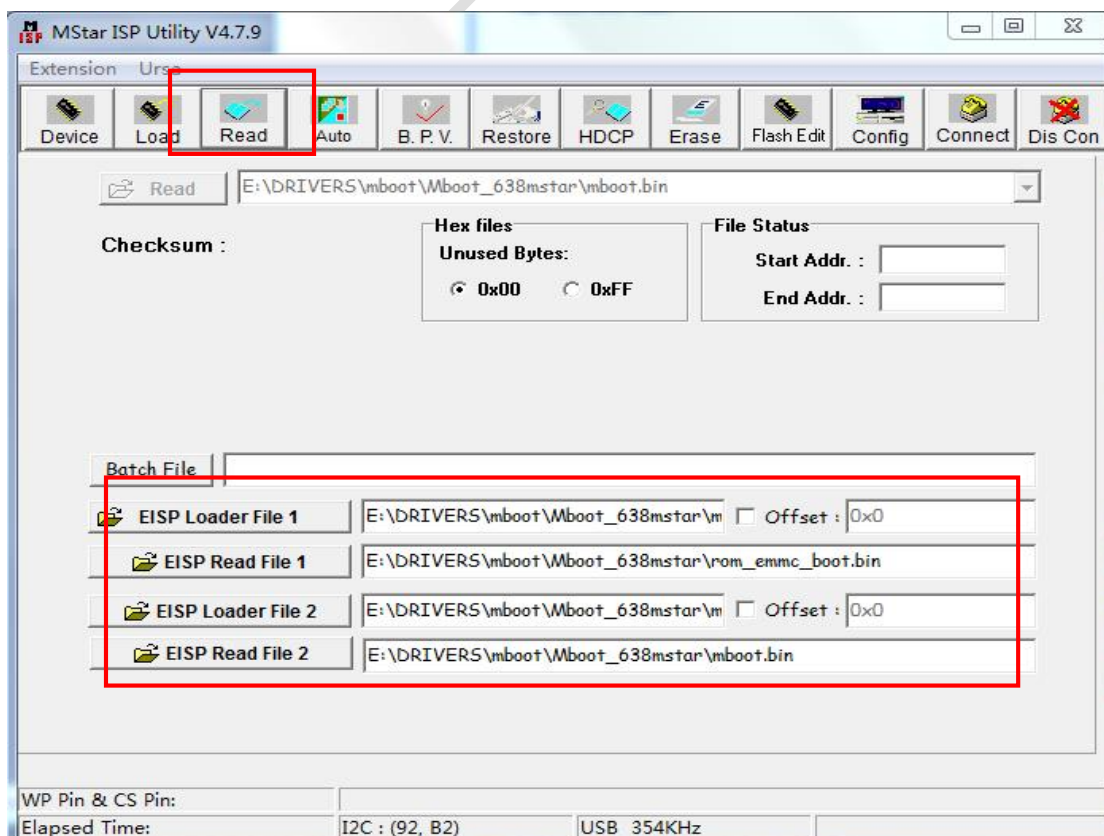 MStar ISP Utility V4.7.9
Extension Ursa
Device Load Read Auto B. P. V. Restore HDCP Erase Flash Edit Config Connect Dis Con
Read E:\DRIVERS\mboot\Mboot_638mstar\mboot.bin
Checksum :
Hex files
Unused Bytes:
0x00 0xFF
File Status
Start Addr. :
End Addr. :
Batch File
EISP Loader File 1 E:\DRIVERS\mboot\Mboot_638mstar\m Offset : 0x0
EISP Read File 1 E:\DRIVERS\mboot\Mboot_638mstar\rom_emmc_boot.bin
EISP Loader File 2 E:\DRIVERS\mboot\Mboot_638mstar\m Offset : 0x0
EISP Read File 2 E:\DRIVERS\mboot\Mboot_638mstar\mboot.bin
WP Pin & CS Pin:
Elapsed Time: I2C : (92, B2) USB 354KHz